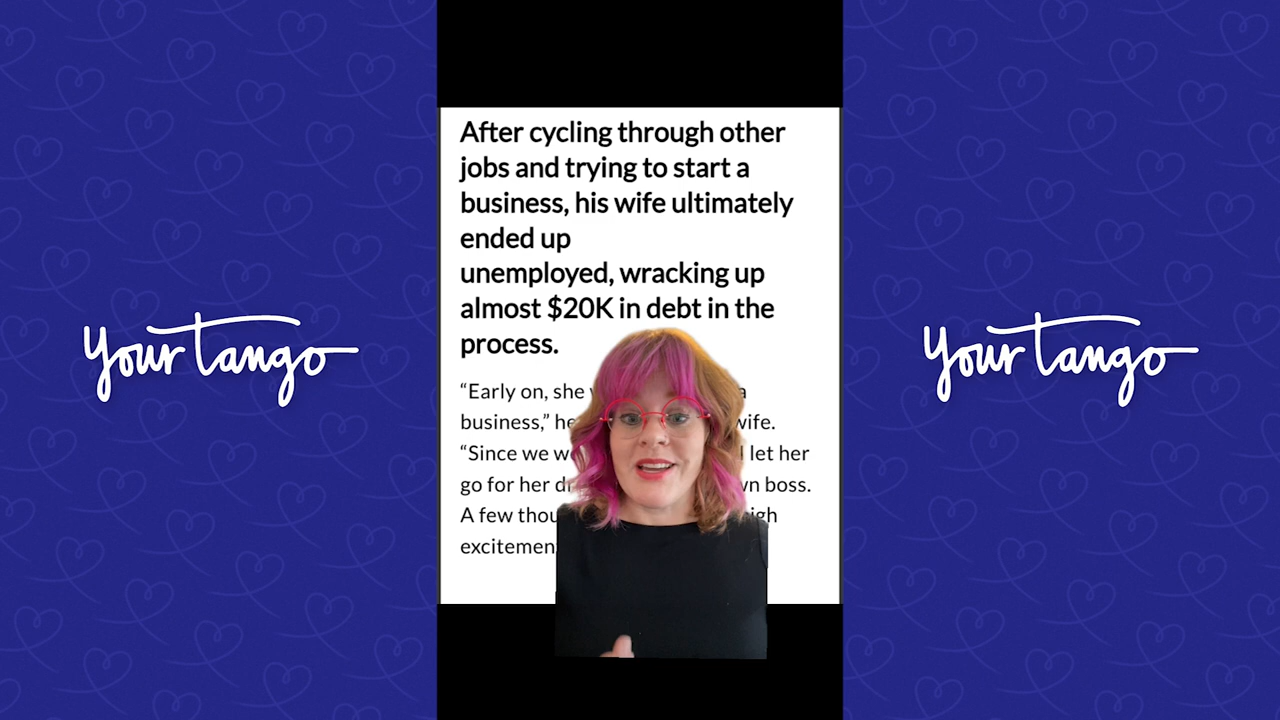 After cycling through other
jobs and trying to start a
business, his wife ultimately
ended up
unemployed, wracking up
almost $20K in debt in the
process.
“Early on, she a
business,” wife.
“Since we let her
go for her boss.
A few
Your tango
Your tango